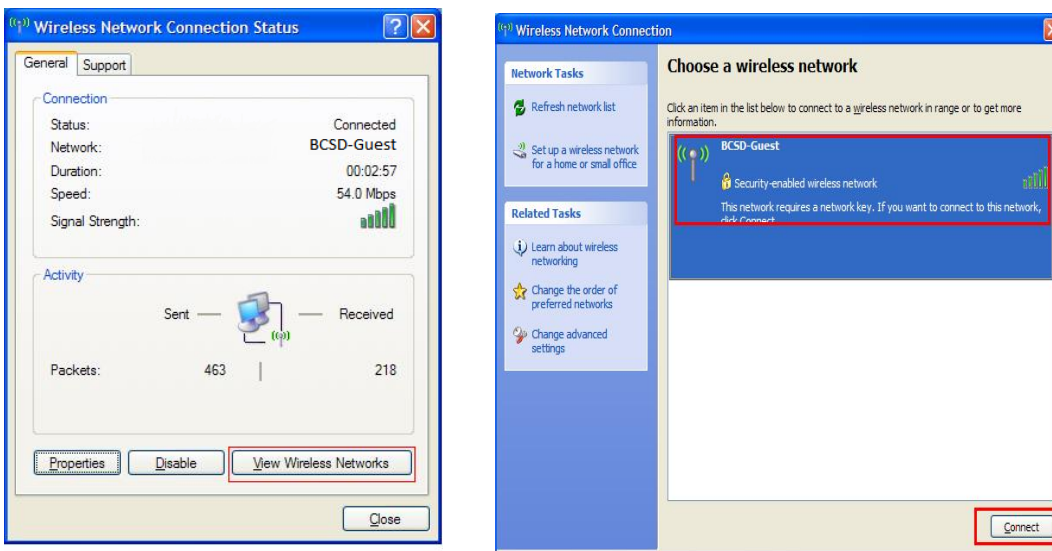 Wireless Network Connection Status
General Support
Connection
Status: Connected
Network: BCSD-Guest
Duration: 00:02:57
Speed: 54.0 Mbps
Signal Strength:
Activity
Sent Received
Packets: 463 218
Properties Disable View Wireless Networks
Close
Wireless Network Connection
Network Tasks
Refresh network list
Set up a wireless network
for a home or small office
Related Tasks
Learn about wireless
networking
Change the order of
preferred networks
Change advanced
settings
Choose a wireless network
Click an item in the list below to connect to a wireless network in range or to get more
information.
BCSD-Guest
Security-enabled wireless network
This network requires a network key. If you want to connect to this network,
click Connect.
Connect